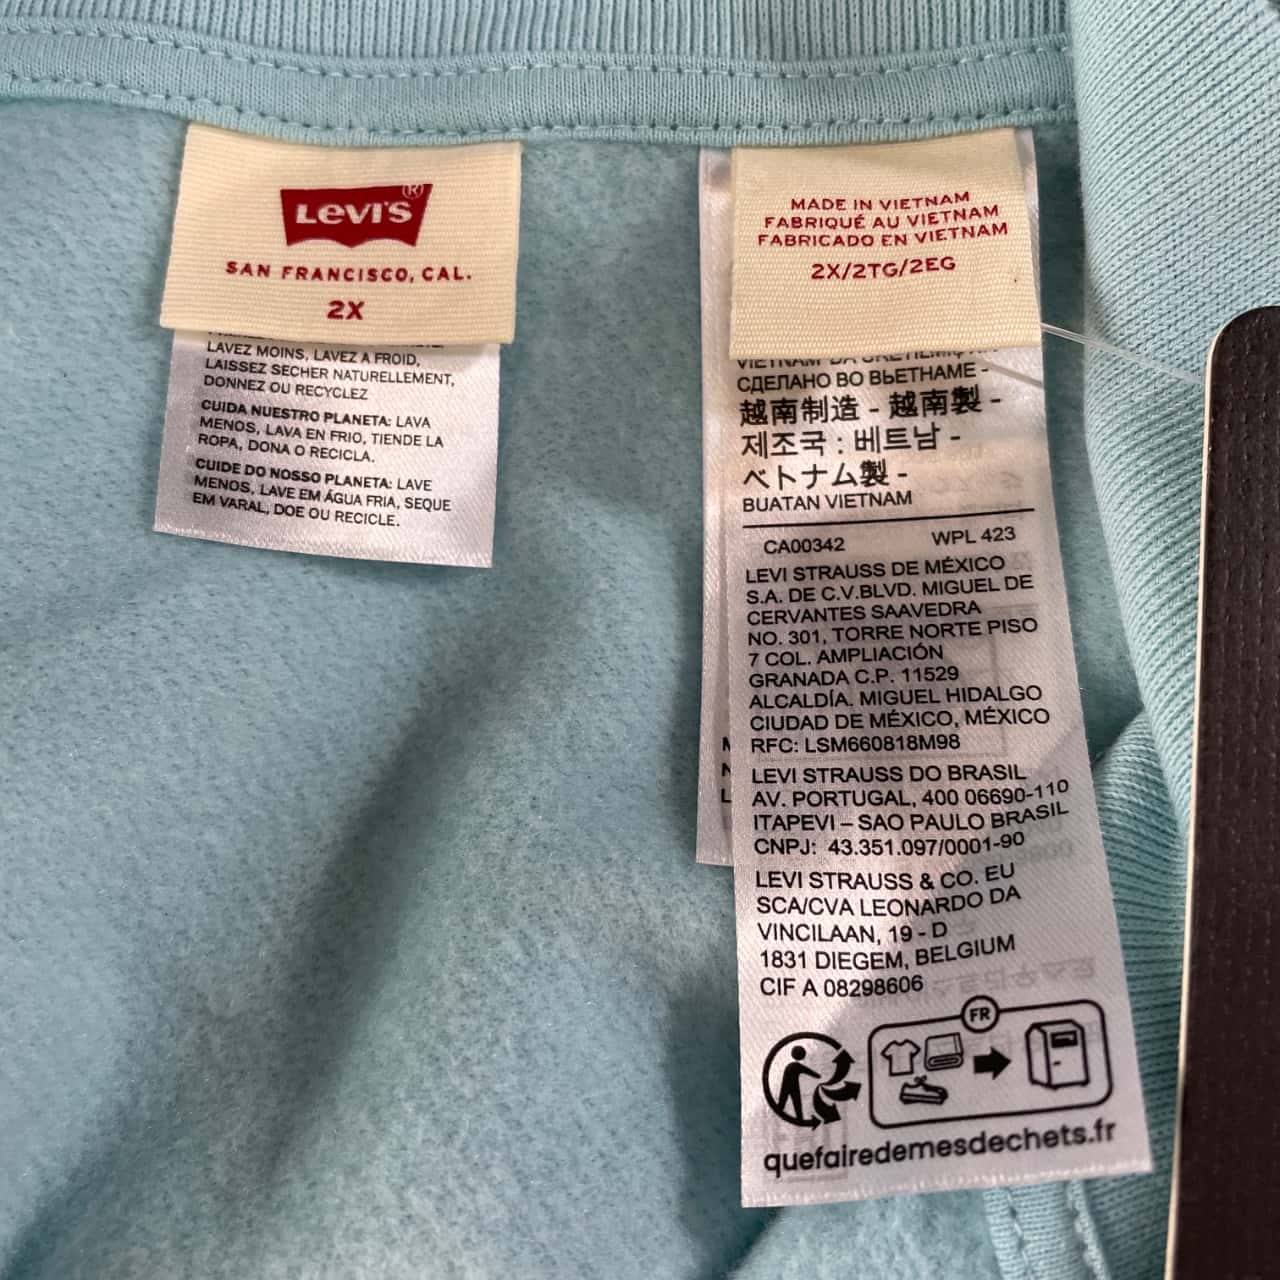 LEVI'S®
SAN FRANCISCO, CAL.
2X
LAVEZ MOINS, LAVEZ A FROID,
LAISSEZ SECHER NATURELLEMENT,
DONNEZ OU RECYCLEZ
CUIDA NUESTRO PLANETA: LAVA
MENOS, LAVA EN FRIO, TIENDE LA
ROPA, DONA O RECICLA.
CUIDE DO NOSSO PLANETA: LAVE
MENOS, LAVE EM ÁGUA FRIA, SEQUE
EM VARAL, DOE OU RECICLE.
MADE IN VIETNAM
FABRIQUÉ AU VIETNAM
FABRICADO EN VIETNAM
2X/2TG/2EG
СДЕЛАНО ВО ВЬЕТНАМЕ -
越南制造 - 越南製 -
제조국 : 베트남 -
ベトナム製 -
BUATAN VIETNAM
CA00342 WPL 423
LEVI STRAUSS DE MÉXICO
S.A. DE C.V.BLVD. MIGUEL DE
CERVANTES SAAVEDRA
NO. 301, TORRE NORTE PISO
7 COL. AMPLIACIÓN
GRANADA C.P. 11529
ALCALDÍA. MIGUEL HIDALGO
CIUDAD DE MÉXICO, MÉXICO
RFC: LSM660818M98
LEVI STRAUSS DO BRASIL
AV. PORTUGAL, 400 06690-110
ITAPEVI – SAO PAULO BRASIL
CNPJ: 43.351.097/0001-90
LEVI STRAUSS & CO. EU
SCA/CVA LEONARDO DA
VINCILAAN, 19 - D
1831 DIEGEM, BELGIUM
CIF A 08298606
FR
quefairedemesdechets.fr